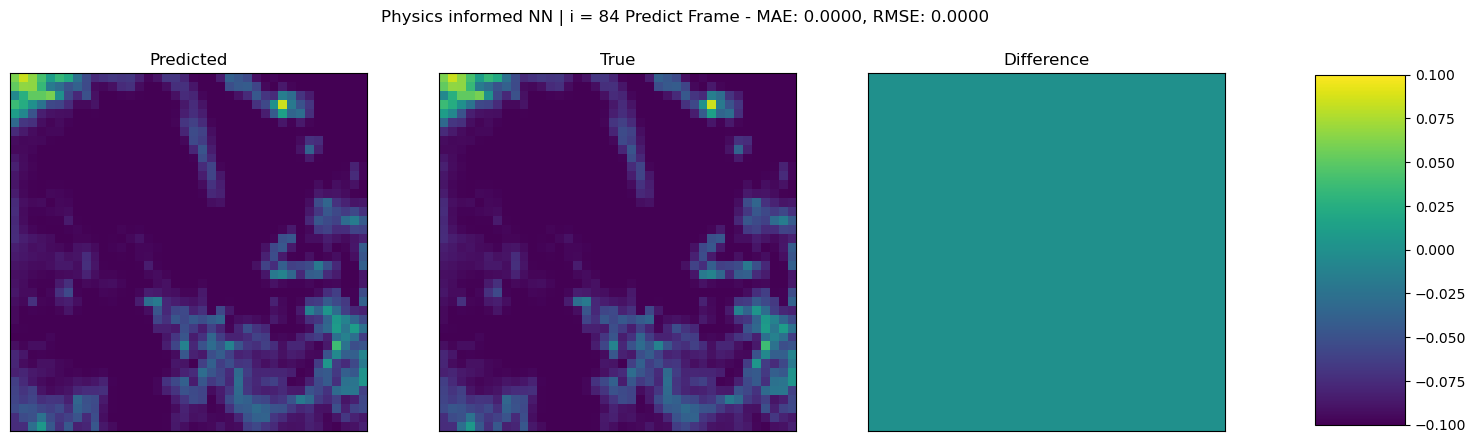 Physics informed NN | i = 84 Predict Frame - MAE: 0.0000, RMSE: 0.0000
Predicted
True
Difference
0.100
0.075
0.050
0.025
0.000
−0.025
−0.050
−0.075
−0.100